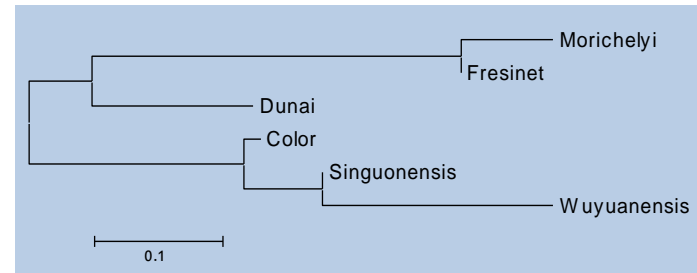 Morichelyi
Fresinet
Dunai
Color
Singuonensis
Wuyuanensis
0.1